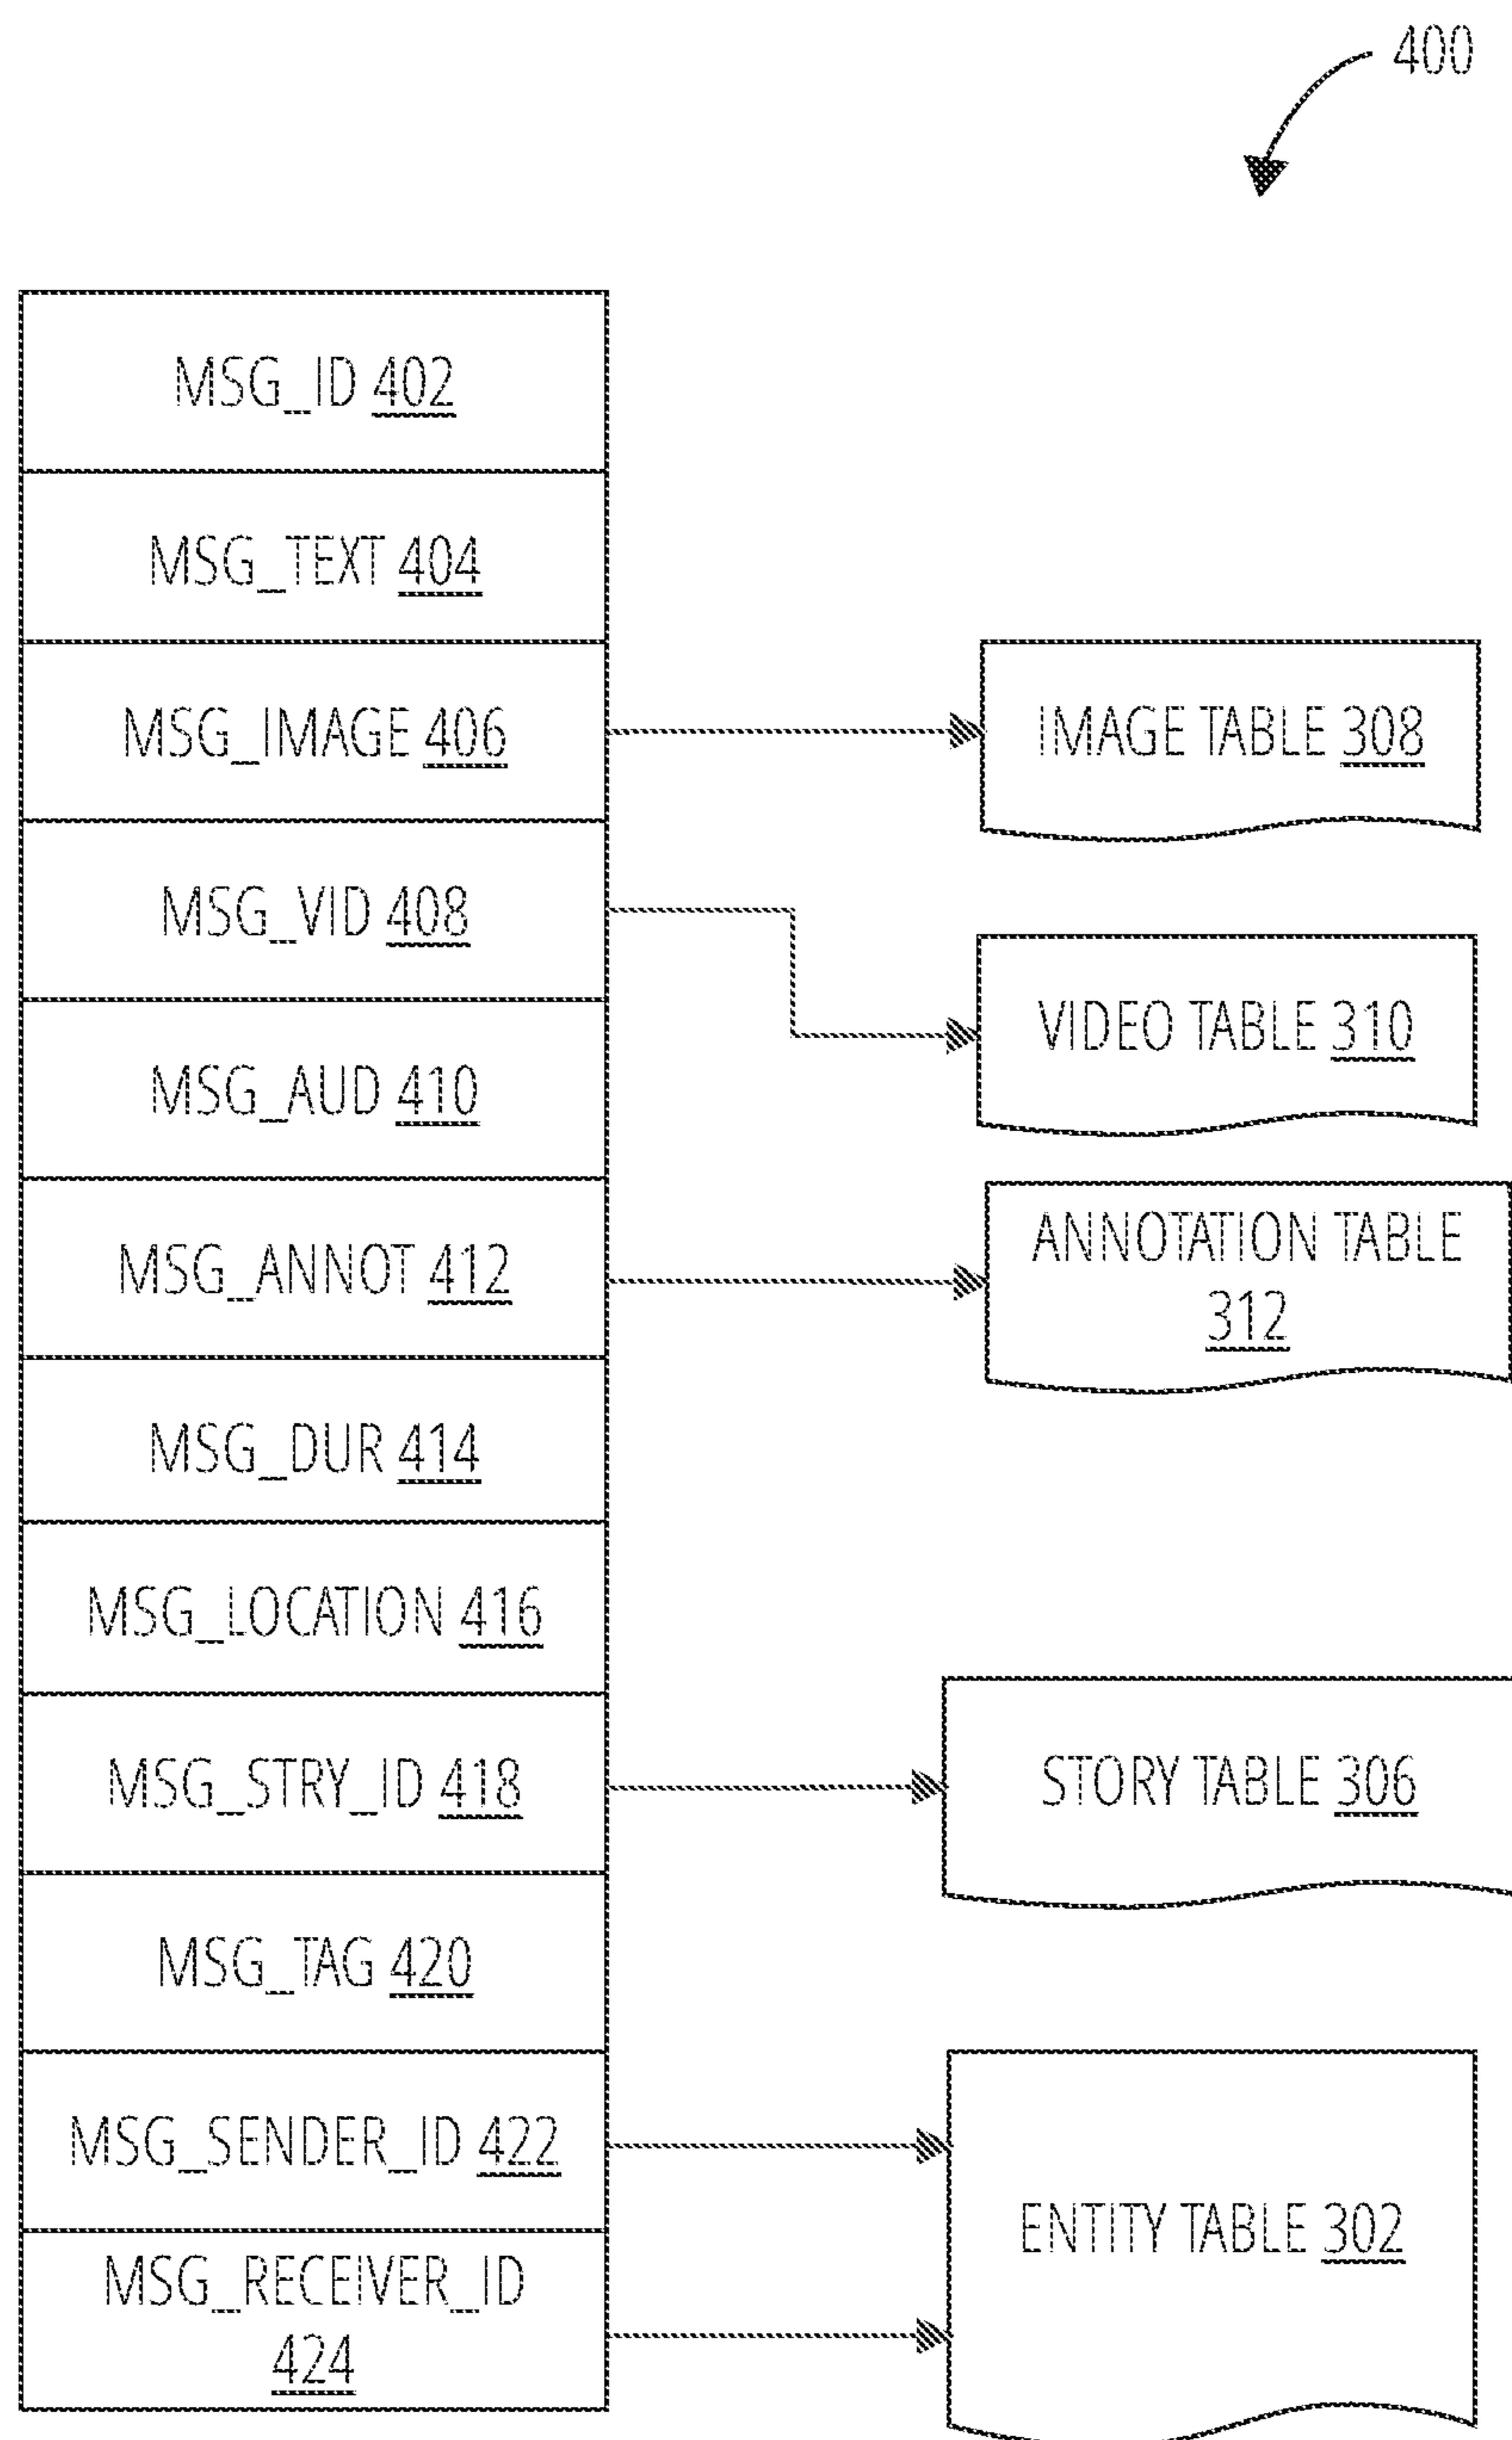 400
MSG_ID 402
MSG_TEXT 404
MSG_IMAGE 406
IMAGE TABLE 308
MSG_VID 408
VIDEO TABLE 310
MSG_AUD 410
MSG_ANNOT 412
ANNOTATION TABLE
312
MSG_DUR 414
MSG_LOCATION 416
MSG_STRY_ID 418
STORY TABLE 306
MSG_TAG 420
MSG_SENDER_ID 422
ENTITY TABLE 302
MSG_RECEIVER_ID
424